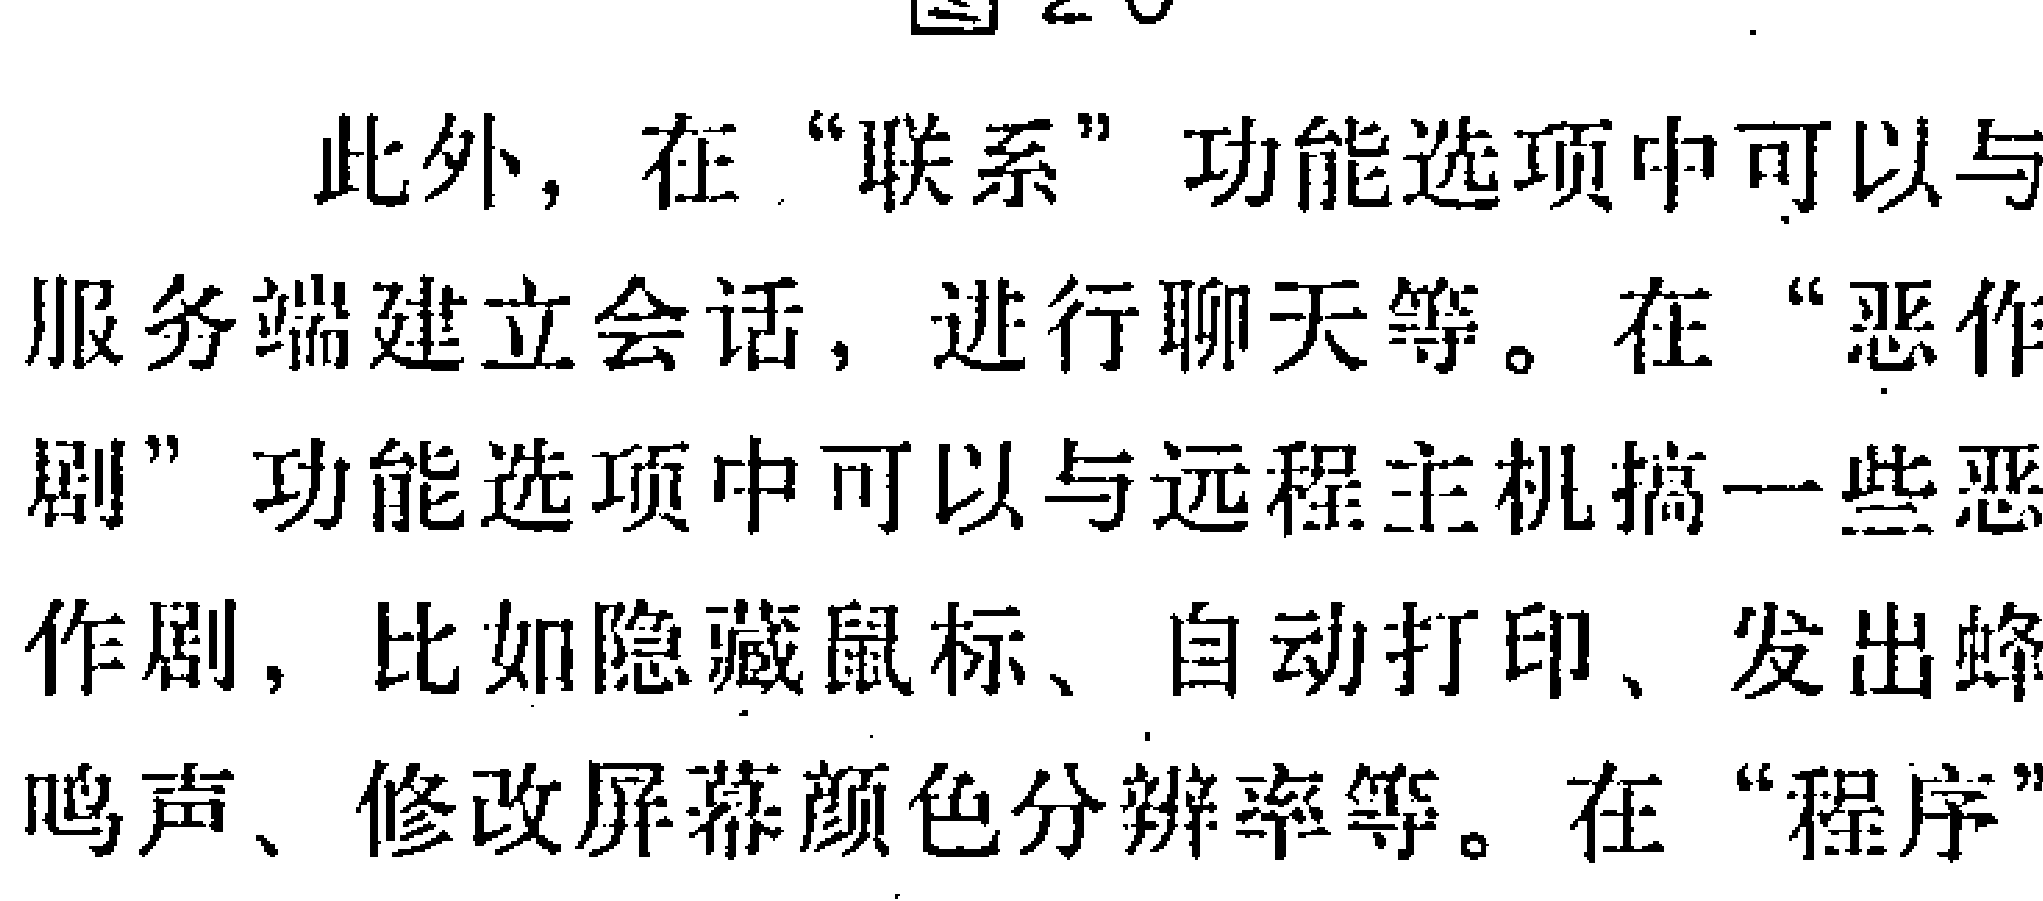 此外，在“联系”功能选项中可以与
服务端建立会话，进行聊天等。在“恶作
剧”功能选项中可以与远程主机搞一些恶
作剧，比如隐藏鼠标、自动打印、发出蜂
鸣声、修改屏幕颜色分辨率等。在“程序”